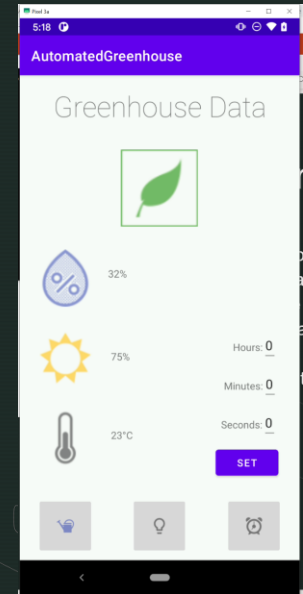 Pixel 3a
5:18
AutomatedGreenhouse
Greenhouse Data
%
32%
75%
Hours: 0
Minutes: 0
23°C
Seconds: 0
SET